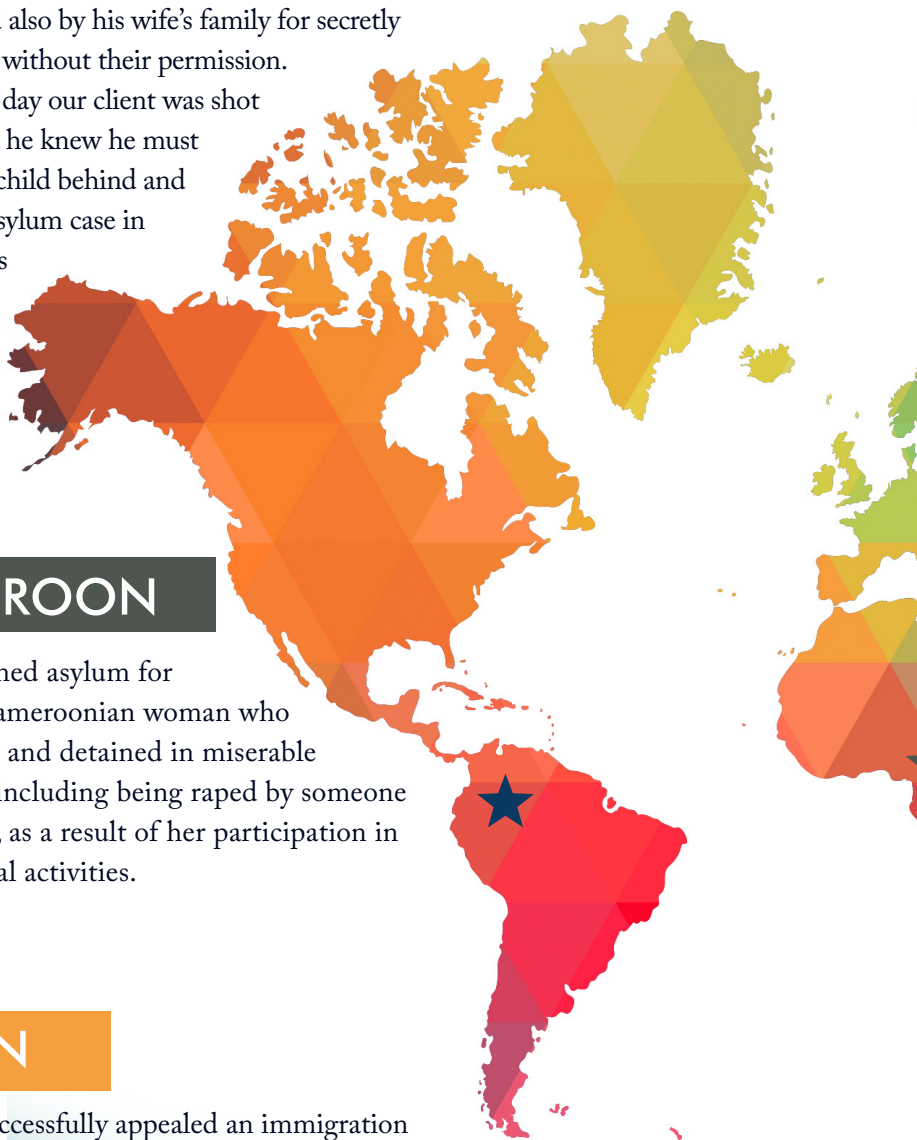 also by his wife’s family for secretly
without their permission.
day our client was shot
he knew he must
child behind and
sylum case in
s
ROON
ned asylum for
ameroonian woman who
and detained in miserable
including being raped by someone
, as a result of her participation in
al activities.
N
ccessfully appealed an immigration